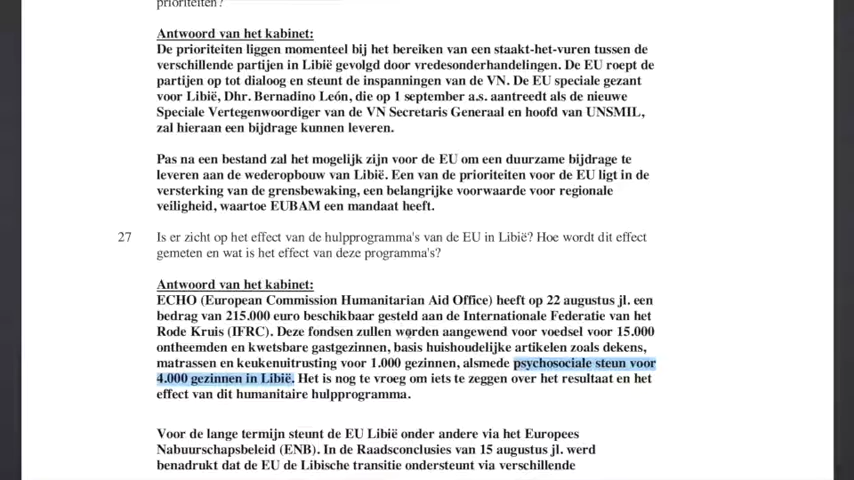 prioriteiten?
Antwoord van het kabinet:
De prioriteiten liggen momenteel bij het bereiken van een staakt-het-vuren tussen de
verschillende partijen in Libië gevolgd door vredesonderhandelingen. De EU roept de
partijen op tot dialoog en steunt de inspanningen van de VN. De EU speciale gezant
voor Libië, Dhr. Bernadino León, die op 1 september a.s. aantreedt als de nieuwe
Speciale Vertegenwoordiger van de VN Secretaris Generaal en hoofd van UNSMIL,
zal hieraan een bijdrage kunnen leveren.
Pas na een bestand zal het mogelijk zijn voor de EU om een duurzame bijdrage te
leveren aan de wederopbouw van Libië. Een van de prioriteiten voor de EU ligt in de
versterking van de grensbewaking, een belangrijke voorwaarde voor regionale
veiligheid, waartoe EUBAM een mandaat heeft.
27 Is er zicht op het effect van de hulpprogramma's van de EU in Libië? Hoe wordt dit effect
gemeten en wat is het effect van deze programma's?
Antwoord van het kabinet:
ECHO (European Commission Humanitarian Aid Office) heeft op 22 augustus jl. een
bedrag van 215.000 euro beschikbaar gesteld aan de Internationale Federatie van het
Rode Kruis (IFRC). Deze fondsen zullen worden aangewend voor voedsel voor 15.000
ontheemden en kwetsbare gastgezinnen, basis huishoudelijke artikelen zoals dekens,
matrassen en keukenuitrusting voor 1.000 gezinnen, alsmede psychosociale steun voor
4.000 gezinnen in Libië. Het is nog te vroeg om iets te zeggen over het resultaat en het
effect van dit humanitaire hulpprogramma.
Voor de lange termijn steunt de EU Libië onder andere via het Europees
Nabuurschapsbeleid (ENB). In de Raadsconclusies van 15 augustus jl. werd
benadrukt dat de EU de Libische transitie ondersteunt via verschillende